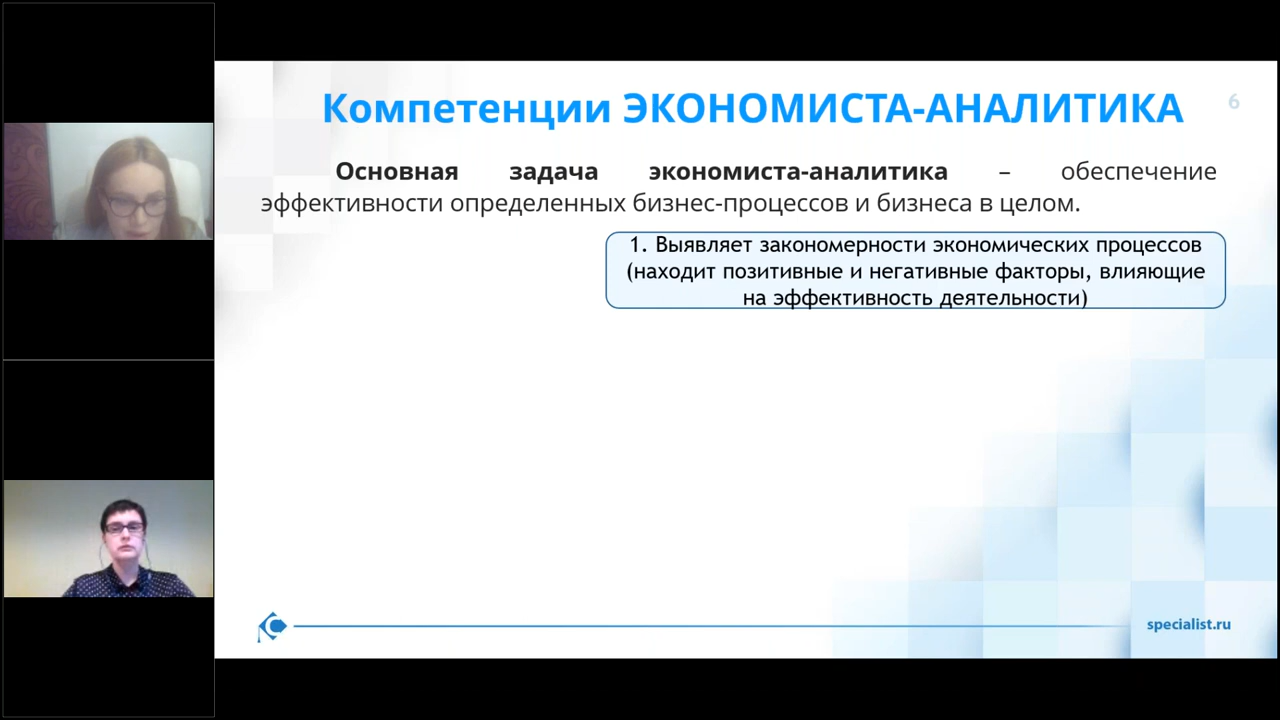 Компетенции ЭКОНОМИСТА-АНАЛИТИКА
6
Основная задача экономиста-аналитика – обеспечение
эффективности определенных бизнес-процессов и бизнеса в целом.
1. Выявляет закономерности экономических процессов
(находит позитивные и негативные факторы, влияющие
на эффективность деятельности)
specialist.ru